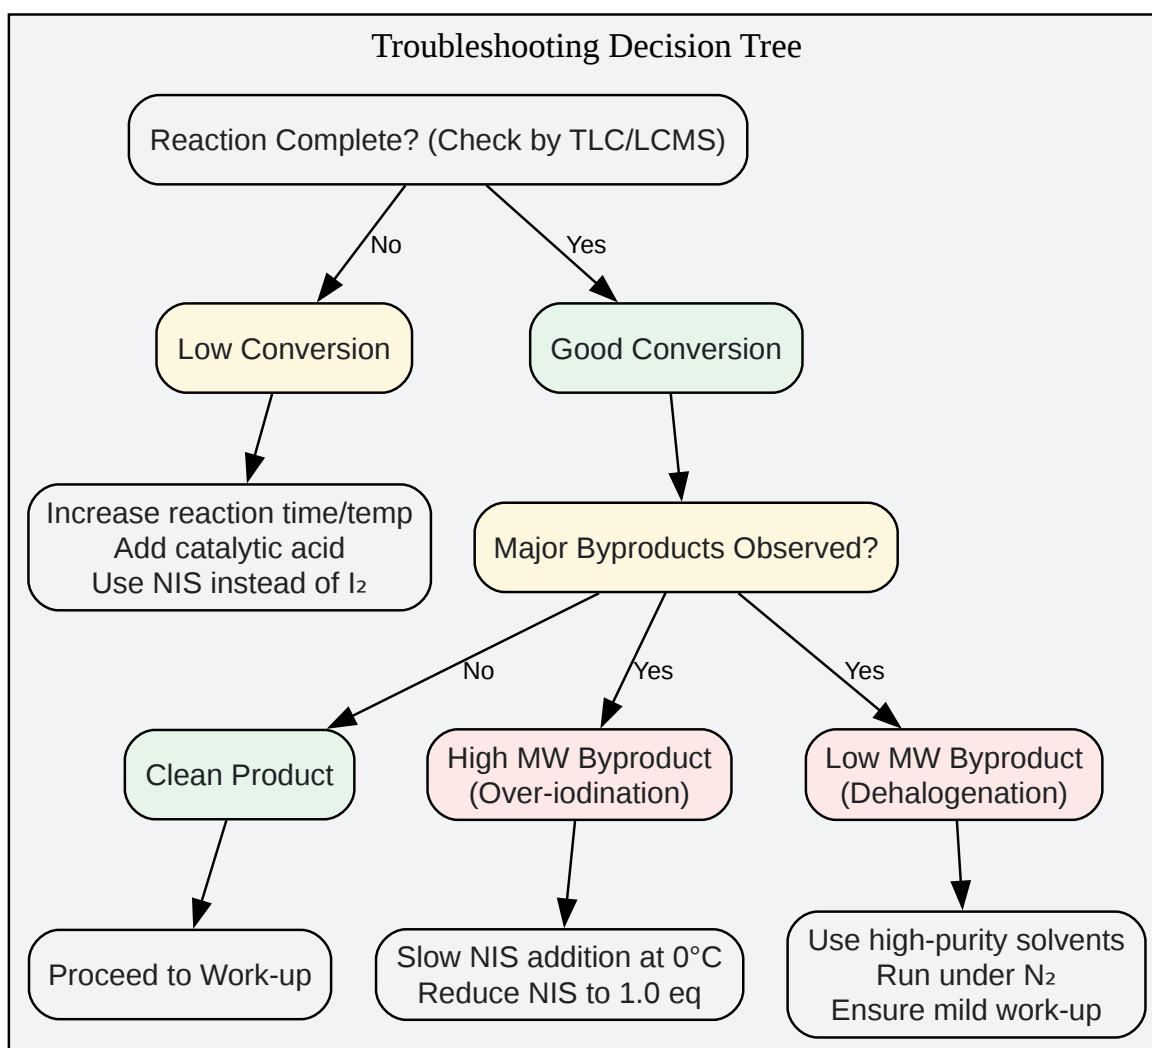 Troubleshooting Decision Tree
Reaction Complete? (Check by TLC/LCMS)
No
Yes
Low Conversion
Good Conversion
Increase reaction time/temp
Add catalytic acid
Use NIS instead of I₂
Major Byproducts Observed?
No
Yes
Yes
Clean Product
High MW Byproduct
(Over-iodination)
Low MW Byproduct
(Dehalogenation)
Proceed to Work-up
Slow NIS addition at 0°C
Reduce NIS to 1.0 eq
Use high-purity solvents
Run under N₂
Ensure mild work-up